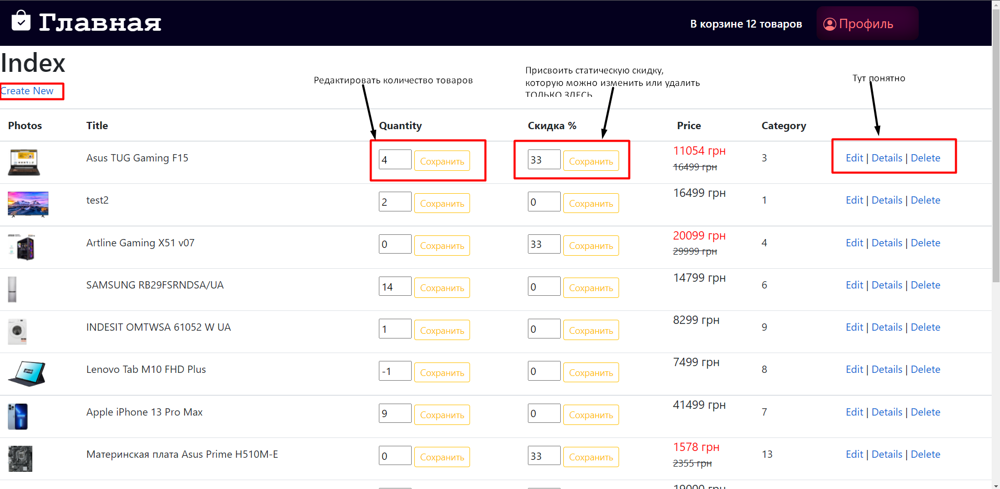 Главная
В корзине 12 товаров
Профиль
Index
Create New
Редактировать количество товаров
Присвоить статическую скидку,
которую можно изменить или удалить
ТОЛЬКО ЗДЕСЬ
Тут понятно
Photos Title Quantity Скидка % Price Category
Asus TUG Gaming F15 4 Сохранить 33 Сохранить 11054 грн 3 Edit | Details | Delete
16499 грн
test2 2 Сохранить 0 Сохранить 16499 грн 1 Edit | Details | Delete
Artline Gaming X51 v07 0 Сохранить 33 Сохранить 20099 грн 4 Edit | Details | Delete
29999 грн
SAMSUNG RB29FSRNDSA/UA 14 Сохранить 0 Сохранить 14799 грн 6 Edit | Details | Delete
INDESIT OMTWSA 61052 W UA 1 Сохранить 0 Сохранить 8299 грн 9 Edit | Details | Delete
Lenovo Tab M10 FHD Plus -1 Сохранить 0 Сохранить 7499 грн 8 Edit | Details | Delete
Apple iPhone 13 Pro Max 9 Сохранить 0 Сохранить 41499 грн 7 Edit | Details | Delete
Материнская плата Asus Prime H510M-E 0 Сохранить 33 Сохранить 1578 грн 13 Edit | Details | Delete
2355 грн
19000 грн